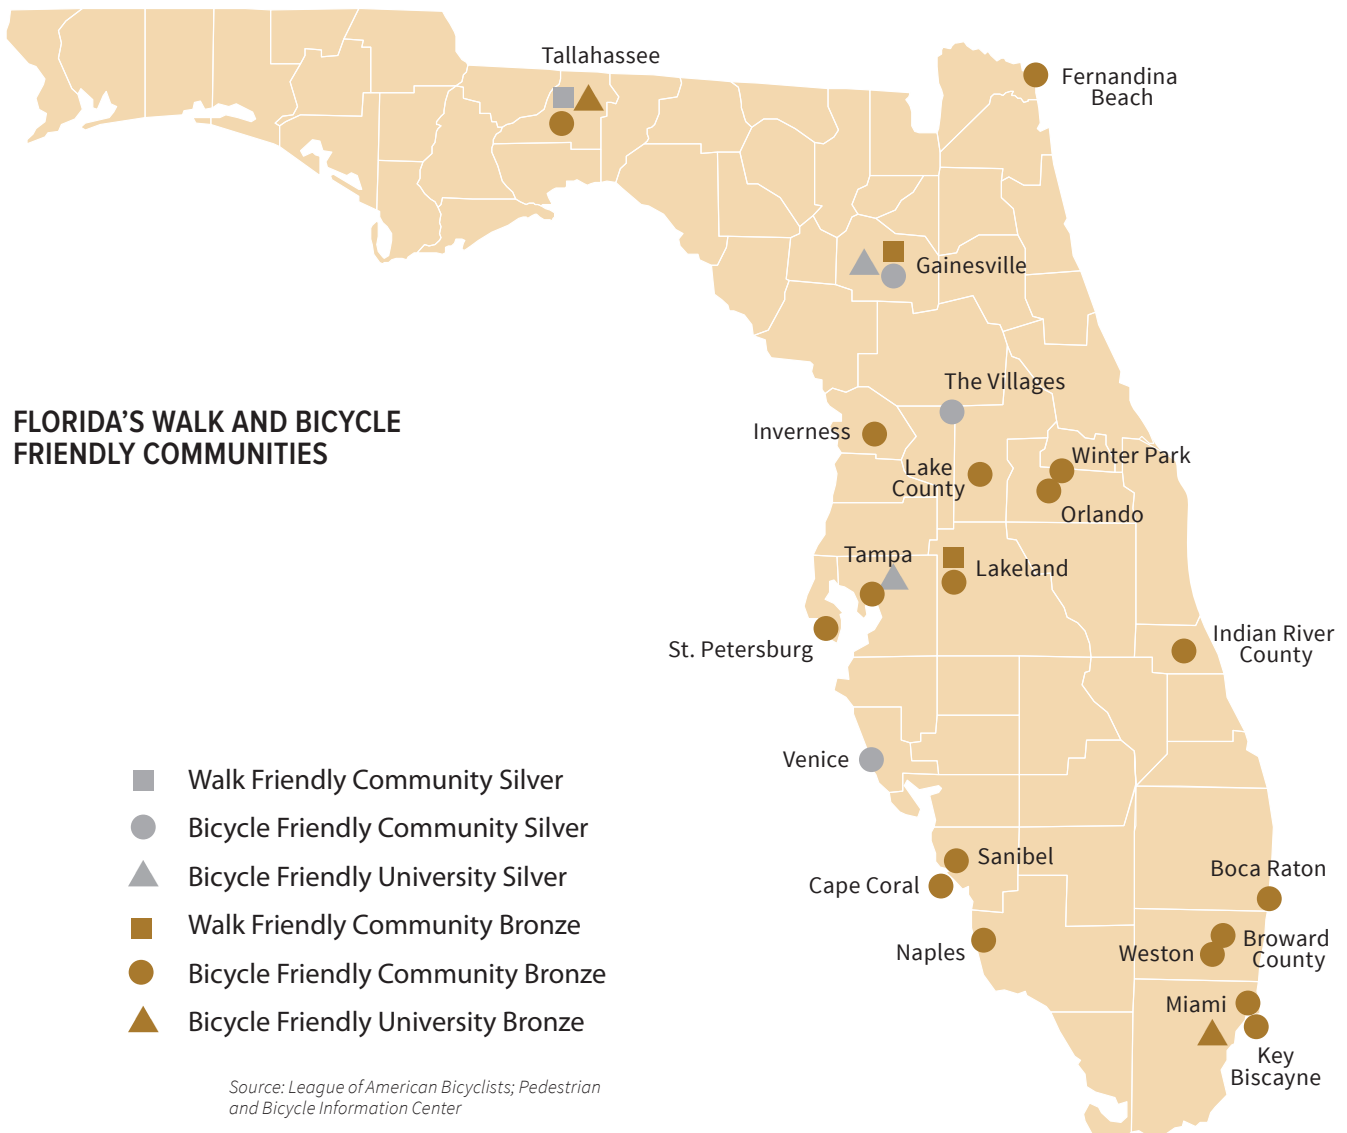 Tallahassee
Fernandina
Beach
Gainesville
The Villages
FLORIDA'S WALK AND BICYCLE
FRIENDLY COMMUNITIES
Inverness
Winter Park
Lake
County
Orlando
Tampa
Lakeland
Indian River
County
St. Petersburg
Venice
Walk Friendly Community Silver
Bicycle Friendly Community Silver
Bicycle Friendly University Silver
Walk Friendly Community Bronze
Bicycle Friendly Community Bronze
Bicycle Friendly University Bronze
Sanibel
Cape Coral
Boca Raton
Naples
Weston
Broward
County
Miami
Key
Biscayne
Source: League of American Bicyclists; Pedestrian
and Bicycle Information Center